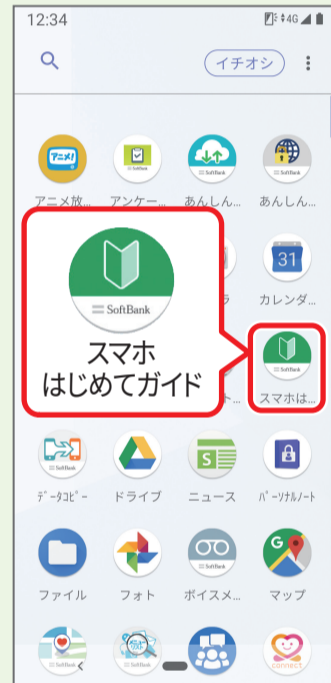 12:34
4G
イチオシ
アニメ!
SoftBank
SoftBank
SoftBank
アニメ放...
アンケー...
あんしん...
あんしん...
31
SoftBank
スマホ
はじめてガイド
ラ
カレンダ...
SoftBank
ト...
スマホは...
SoftBank
S
ﾃﾞｰﾀｺﾋﾟｰ
ドライブ
ニュース
ﾊﾟｰｿﾅﾙﾉｰﾄ
SoftBank
G
ファイル
フォト
ボイスメ...
マップ
SoftBank
SoftBank
connect